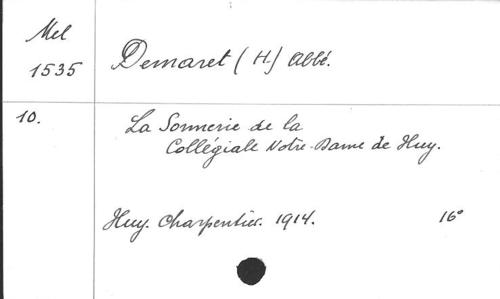 Mel
1535
Demaret (H.) Abbé.
10.
La Sonnerie de la
Collégiale Notre-Dame de Huy.
Huy. Charpentier. 1914. 16°